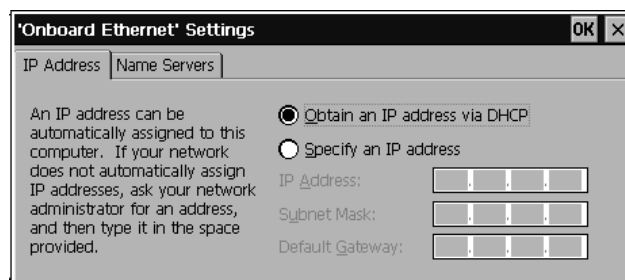 'Onboard Ethernet' Settings OK ×
IP Address Name Servers
An IP address can be
automatically assigned to this
computer. If your network
does not automatically assign
IP addresses, ask your network
administrator for an address,
and then type it in the space
provided.
Obtain an IP address via DHCP
Specify an IP address
IP Address:
Subnet Mask:
Default Gateway: